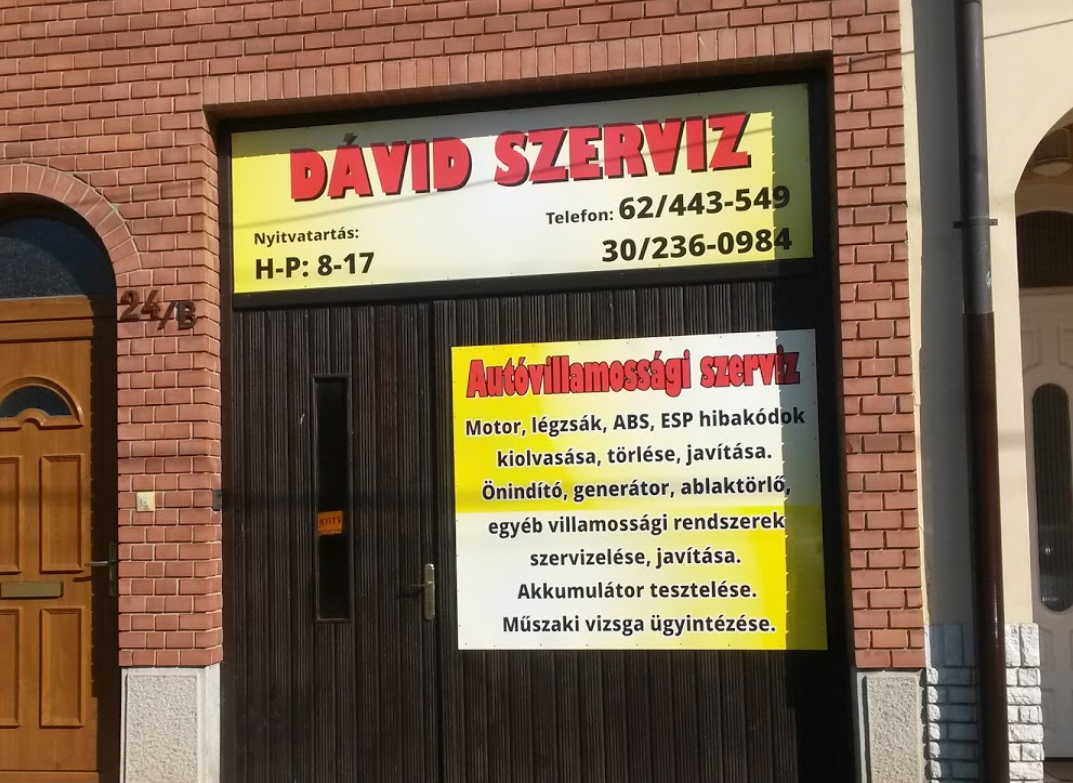 DÁVID SZERVIZ
Nyitvatartás:
H-P: 8-17
Telefon: 62/443-549
30/236-0984
24/B
Autóvillamossági szerviz
Motor, légzsák, ABS, ESP hibakódok
kiolvasása, törlése, javítása.
Önindító, generátor, ablaktörlő,
egyéb villamossági rendszerek
szervizelése, javítása.
Akkumulátor tesztelése.
Műszaki vizsga ügyintézése.